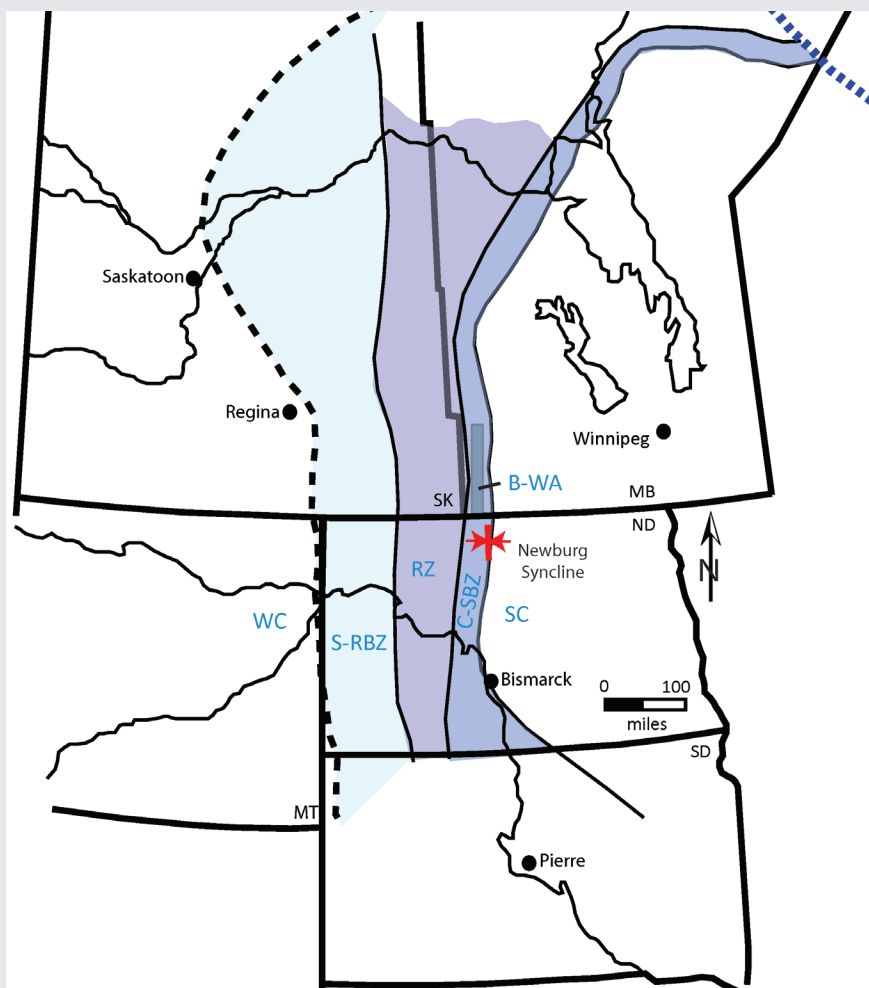 Saskatoon
Regina
Winnipeg
B-WA
SK
MB
ND
Newburg
Syncline
N
RZ
C-SBZ
SC
WC
S-RBZ
Bismarck
0 100
miles
SD
MT
Pierre